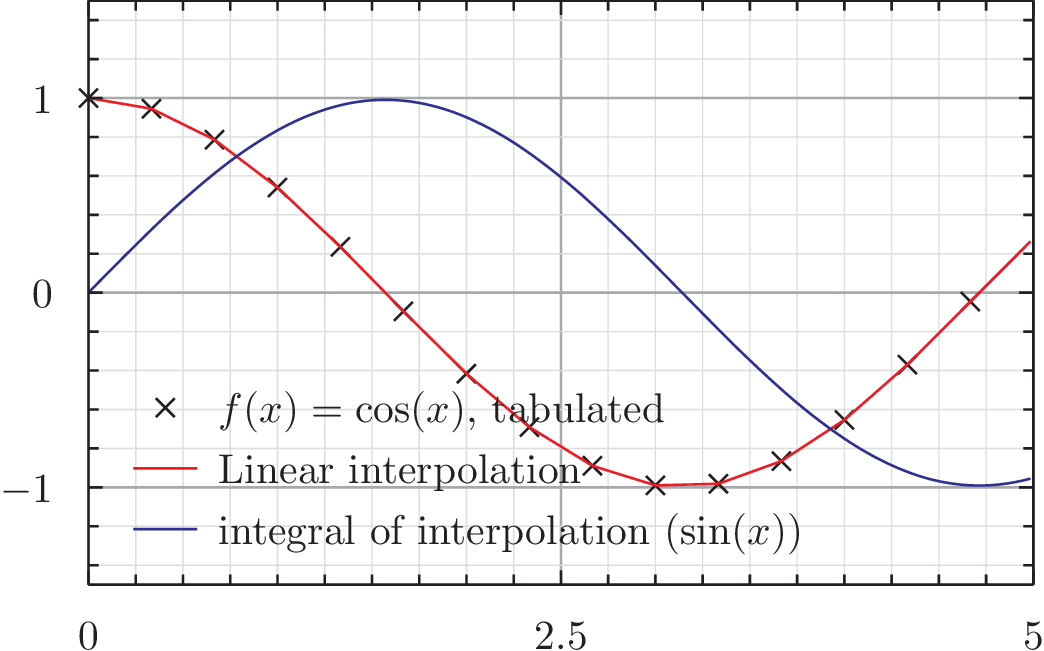 1
0
−1
f(x) = cos(x), tabulated
Linear interpolation
integral of interpolation (sin(x))
0 2.5 5